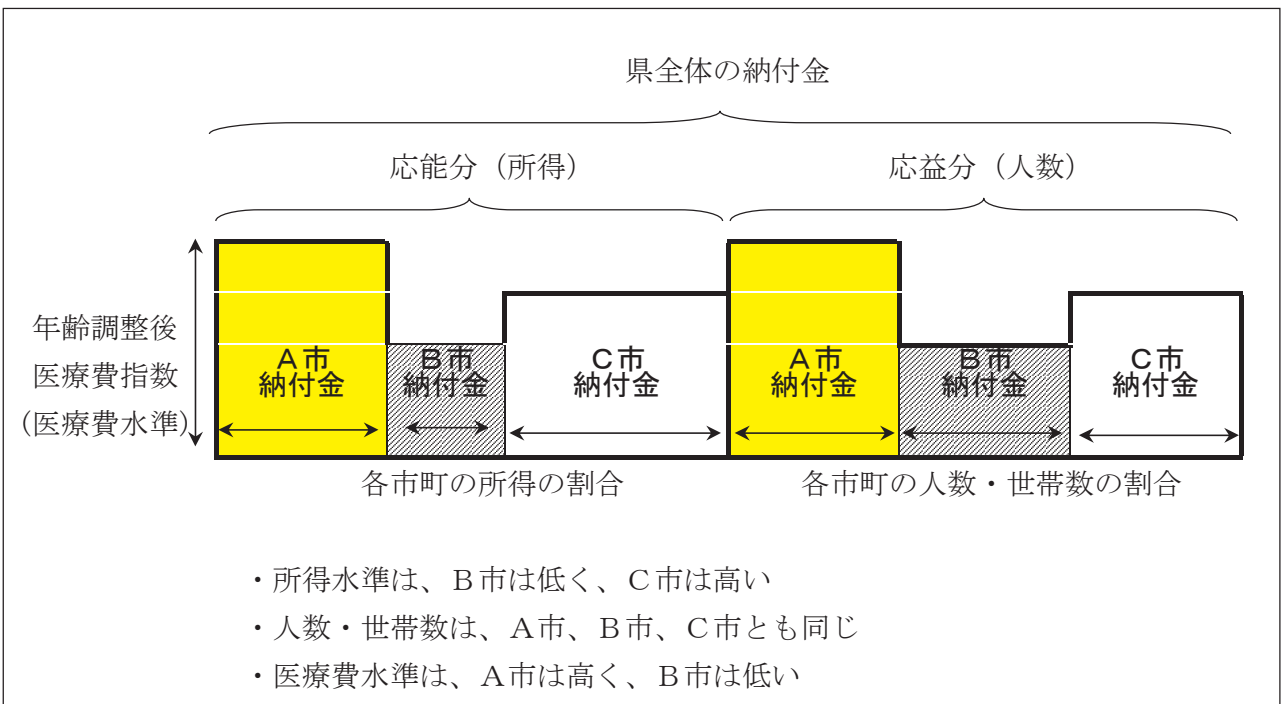 県全体の納付金
応能分（所得）
応益分（人数）
年齢調整後
医療費指数
（医療費水準）
Ａ市
納付金
Ｂ市
納付金
Ｃ市
納付金
Ａ市
納付金
Ｂ市
納付金
Ｃ市
納付金
各市町の所得の割合
各市町の人数・世帯数の割合
・所得水準は、Ｂ市は低く、Ｃ市は高い
・人数・世帯数は、Ａ市、Ｂ市、Ｃ市とも同じ
・医療費水準は、Ａ市は高く、Ｂ市は低い